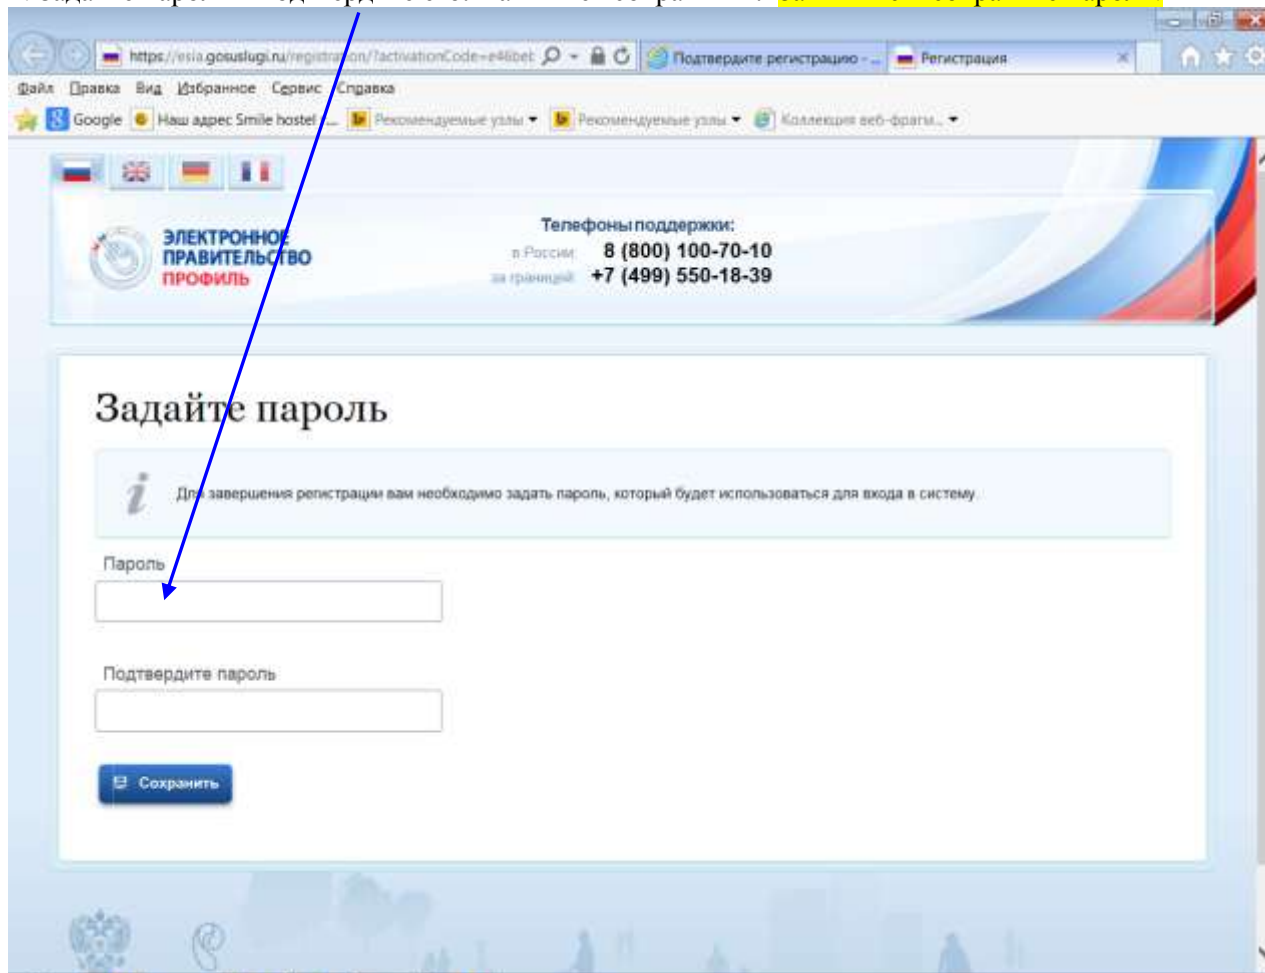 https://esia.gosuslugi.ru/registration/?activationCode=e46bet
Подтвердите регистрацию - ...
Регистрация
Файл Правка Вид Избранное Сервис Справка
Google Наш адрес Smile hostel ... Рекомендуемые узлы Рекомендуемые узлы Коллекция веб-фрагм...
ЭЛЕКТРОННОЕ
ПРАВИТЕЛЬСТВО
ПРОФИЛЬ
Телефоны поддержки:
в России: 8 (800) 100-70-10
за границей: +7 (499) 550-18-39
Задайте пароль
Для завершения регистрации вам необходимо задать пароль, который будет использоваться для входа в систему.
Пароль
Подтвердите пароль
Сохранить